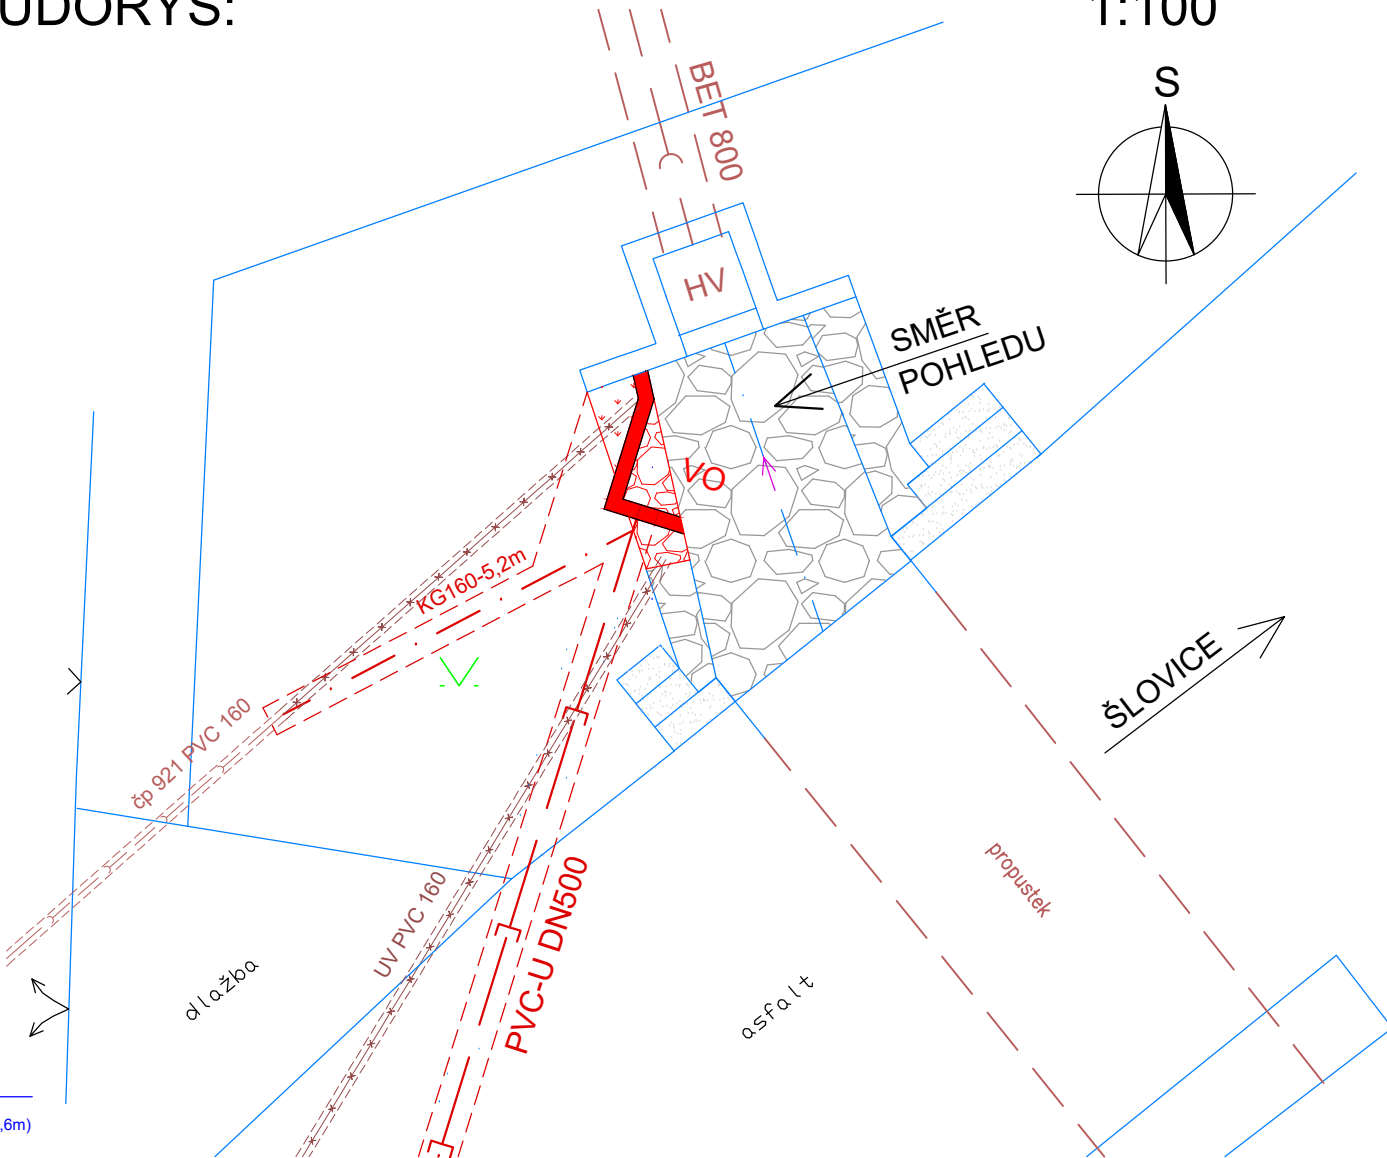 PŮDORYS:
1:100
S
BET 800
HV
SMĚR
POHLEDU
VO
KG160-5,2m
čp 921 PVC 160
ŠLOVICE
propustek
UV PVC 160
PVC-U DN500
dlažba
asfalt
,6m)